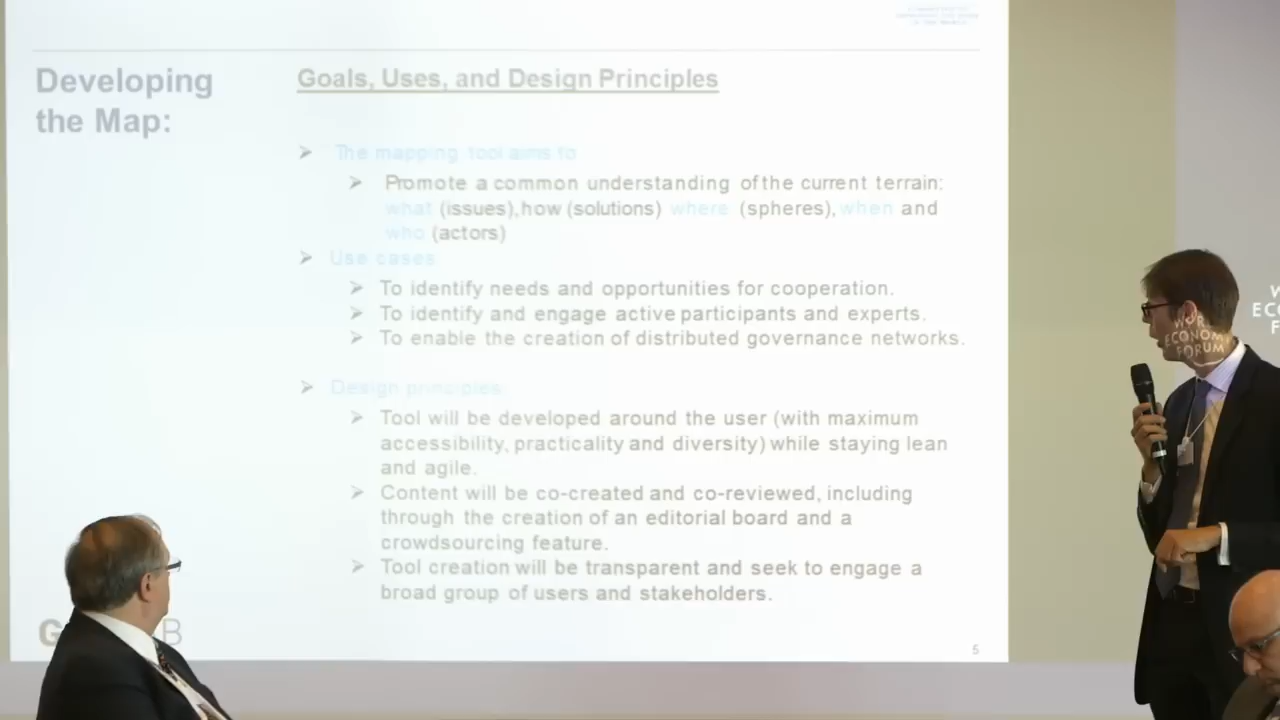 Developing
the Map:
Goals, Uses, and Design Principles
The mapping tool aims to
Promote a common understanding of the current terrain:
what (issues), how (solutions) where (spheres), when and
who (actors)
Use cases
To identify needs and opportunities for cooperation.
To identify and engage active participants and experts.
To enable the creation of distributed governance networks.
Design principles
Tool will be developed around the user (with maximum
accessibility, practicality and diversity) while staying lean
and agile.
Content will be co-created and co-reviewed, including
through the creation of an editorial board and a
crowdsourcing feature.
Tool creation will be transparent and seek to engage a
broad group of users and stakeholders.
5
WORL
ECONOM
FORUM
W
ECO
F
G
B